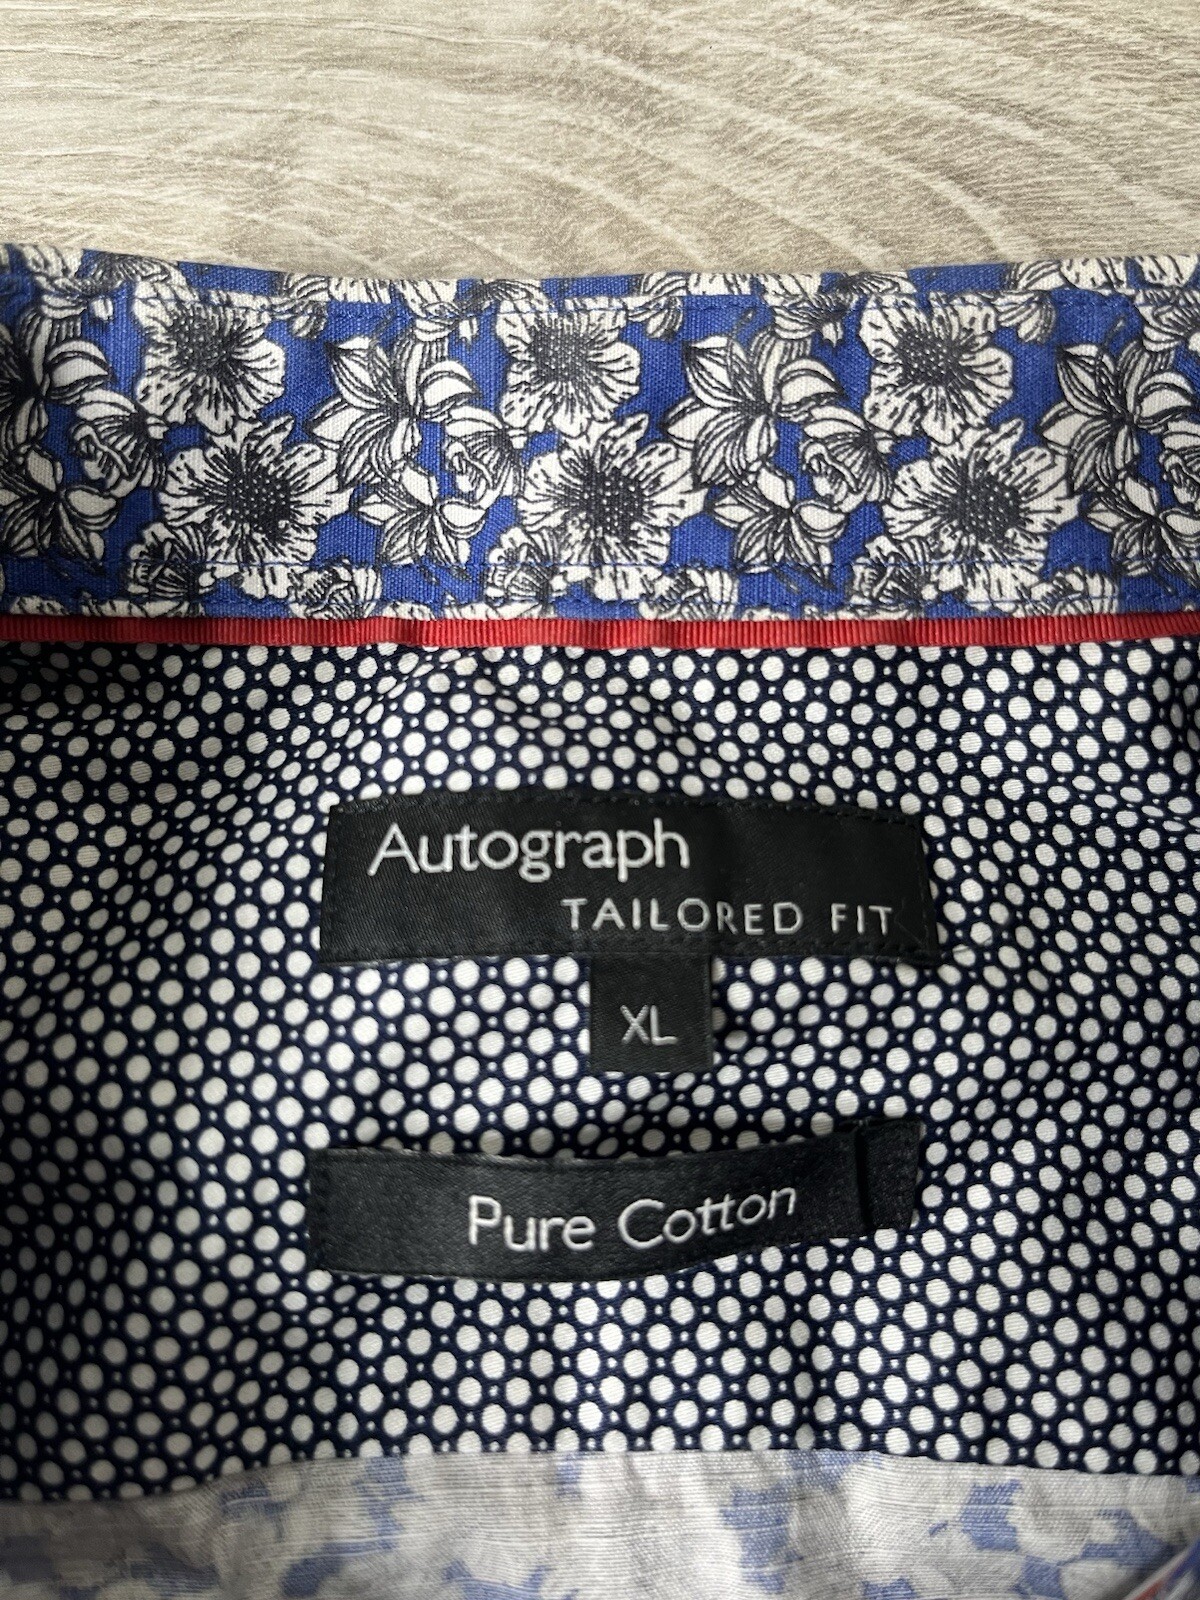 Autograph
TAILORED FIT
XL
Pure Cotton